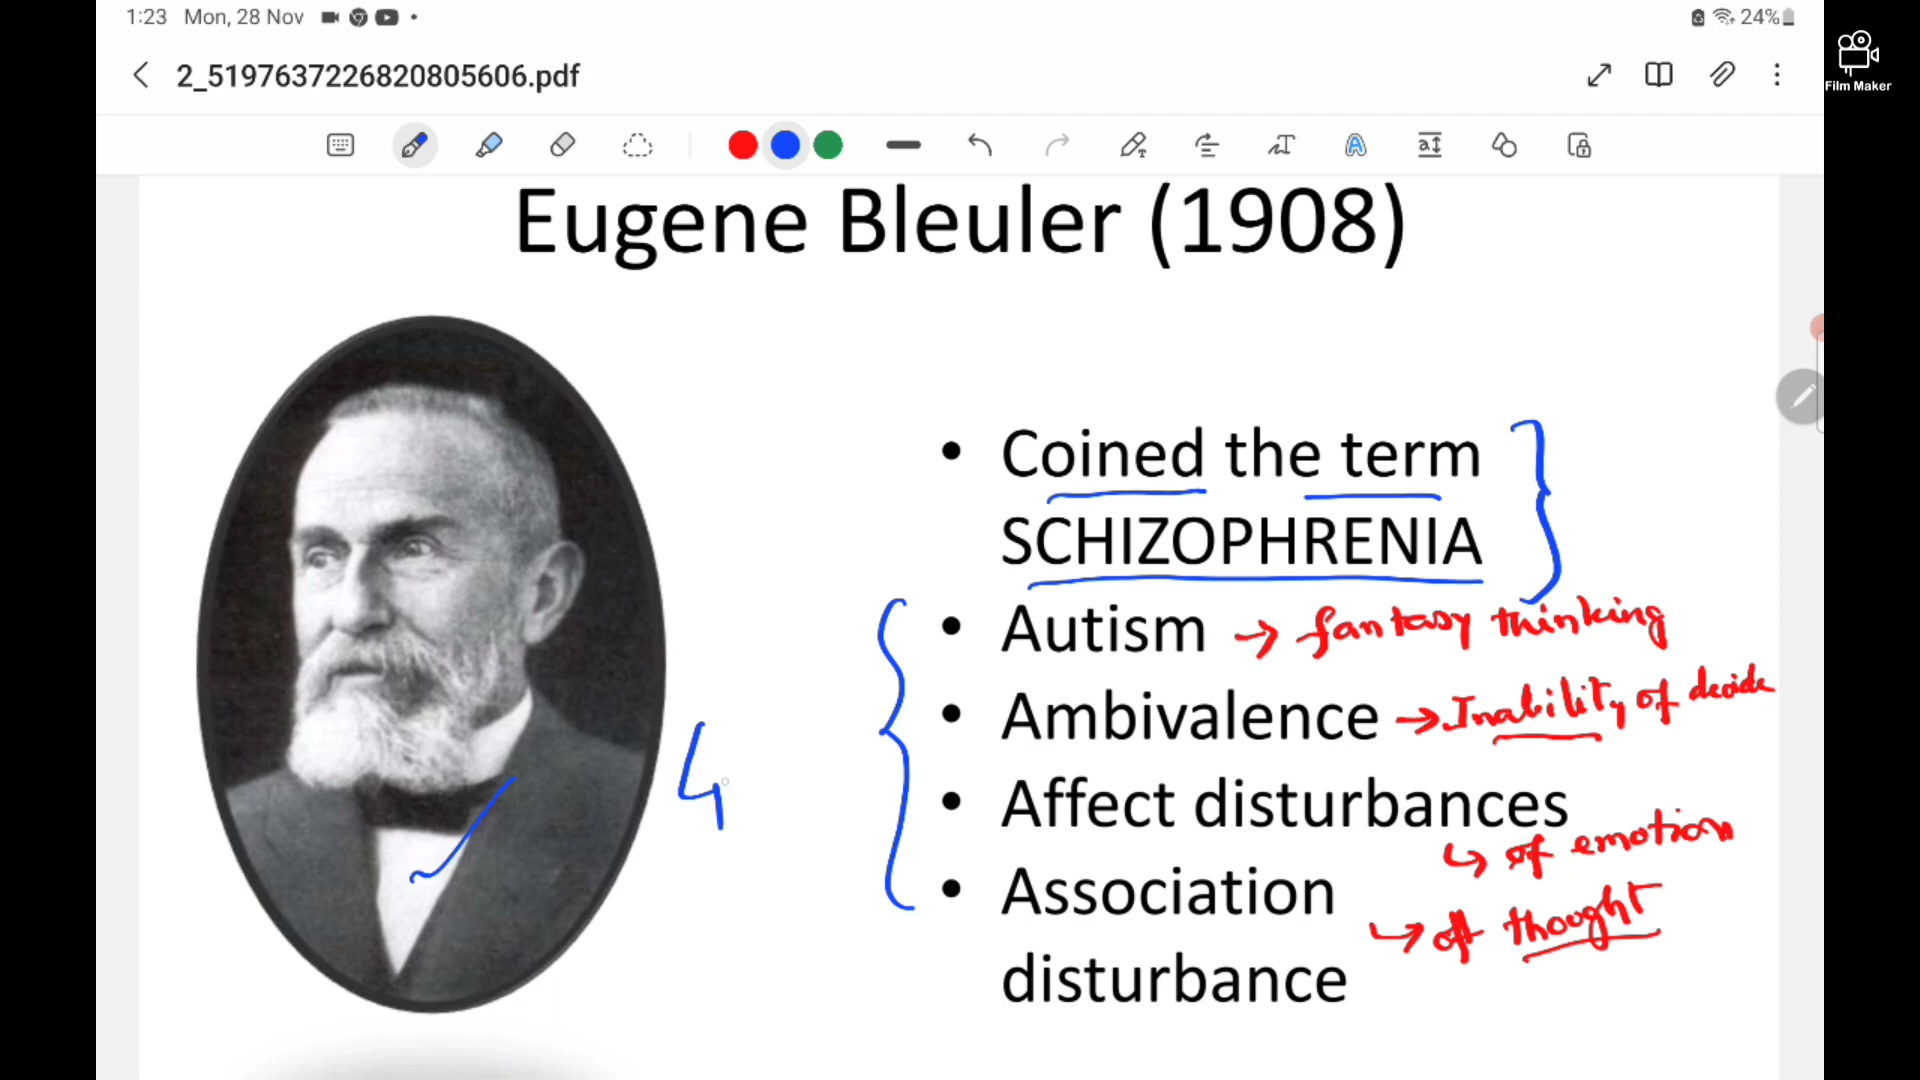 1:23 Mon, 28 Nov
24%
Film Maker
2_5197637226820805606.pdf
Eugene Bleuler (1908)
• Coined the term
SCHIZOPHRENIA
• Autism → fantasy thinking
• Ambivalence → Inability of decide
• Affect disturbances
↳ of emotion
• Association
disturbance
↳ of thought
4